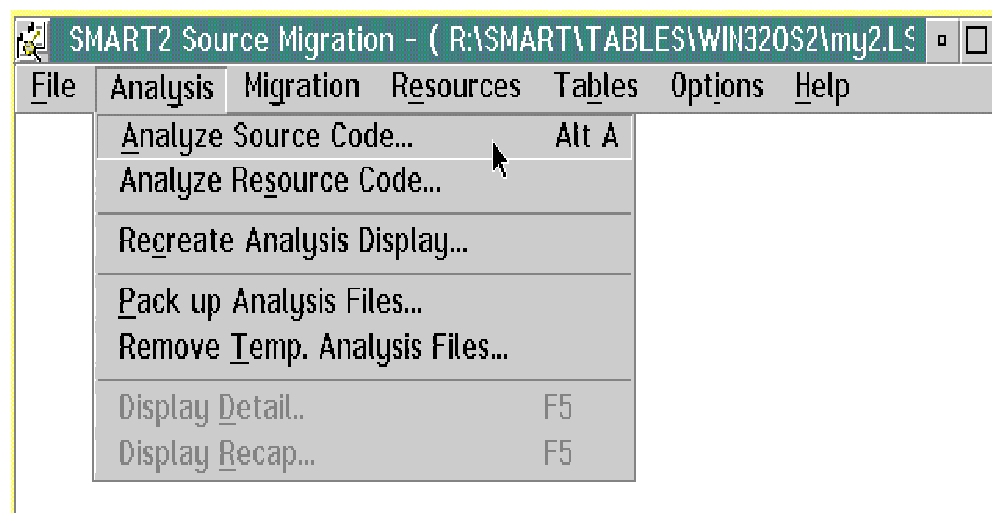 SMART2 Source Migration - ( R:\SMART\TABLES\WIN32OS2\my2.LS
File Analysis Migration Resources Tables Options Help
Analyze Source Code... Alt A
Analyze Resource Code...
Recreate Analysis Display...
Pack up Analysis Files...
Remove Temp. Analysis Files...
Display Detail.. F5
Display Recap... F5